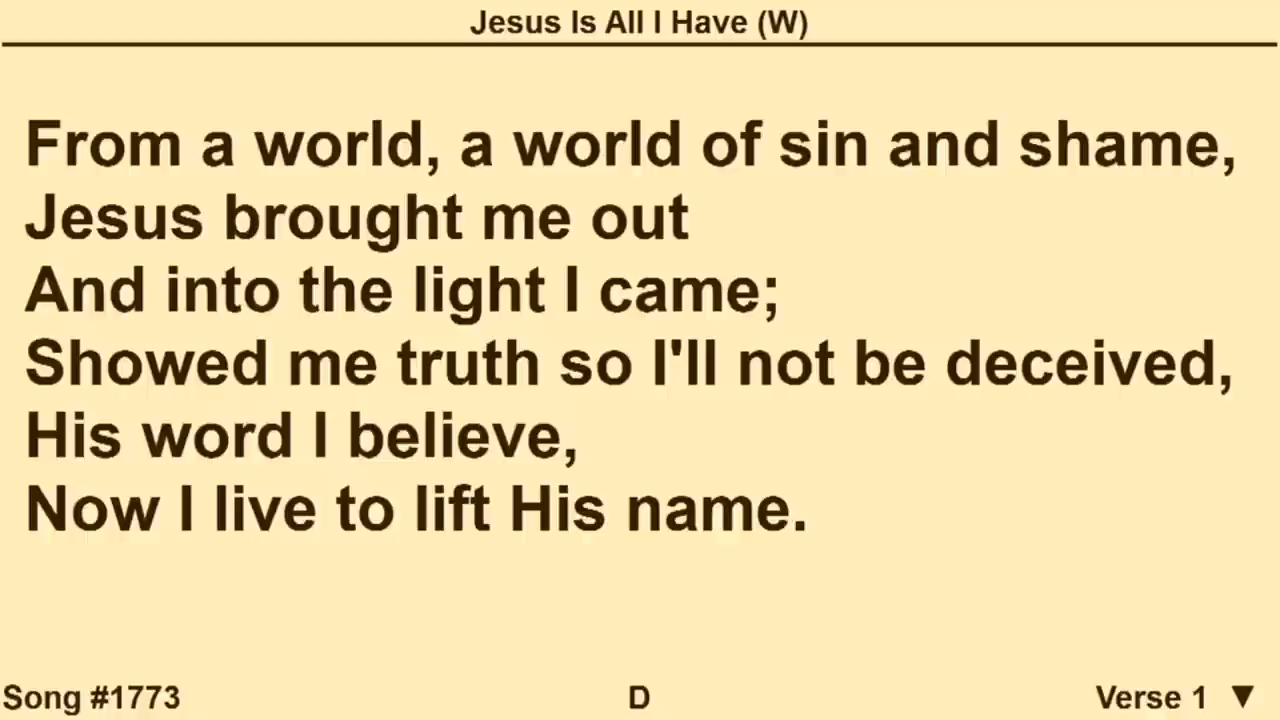 Jesus Is All I Have (W)
From a world, a world of sin and shame,
Jesus brought me out
And into the light I came;
Showed me truth so I'll not be deceived,
His word I believe,
Now I live to lift His name.
Song #1773 D Verse 1 ▼